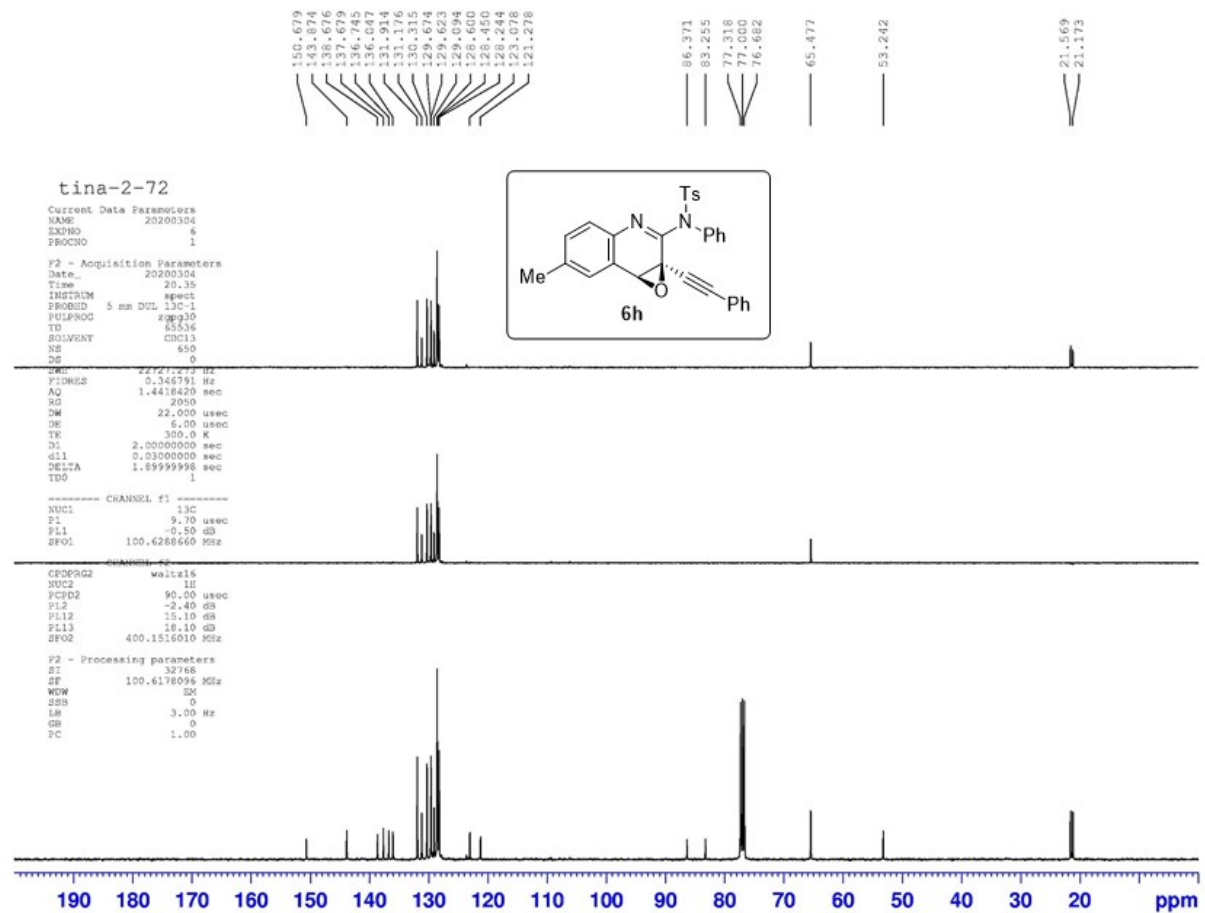 150.679
143.874
138.676
137.679
136.745
136.047
131.914
131.176
130.315
129.674
129.623
129.094
128.600
128.450
128.244
123.078
121.278
86.371
83.255
77.318
77.000
76.682
65.477
53.242
21.569
21.173
tina-2-72
Current Data Parameters
NAME 20200304
EXPNO 6
PROCNO 1
F2 - Acquisition Parameters
Date_ 20200304
Time 20.35
INSTRUM spect
PROBHD 5 mm DUL 13C-1
PULPROG zgpg30
TD 65536
SOLVENT CDCl3
NS 650
DS 0
SWH 22727.273 Hz
FIDRES 0.346791 Hz
AQ 1.4418420 sec
RG 2050
DW 22.000 usec
DE 6.00 usec
TE 300.0 K
D1 2.00000000 sec
d11 0.03000000 sec
DELTA 1.89999998 sec
TD0 1
======== CHANNEL f1 ========
NUC1 13C
P1 9.70 usec
PL1 -0.50 dB
SFO1 100.6288660 MHz
CHANNEL f2
CPDPRG2 waltz16
NUC2 1H
PCPD2 90.00 usec
PL2 -2.40 dB
PL12 15.10 dB
PL13 18.10 dB
SFO2 400.1516010 MHz
F2 - Processing parameters
SI 32768
SF 100.6178096 MHz
WDW EM
SSB 0
LB 3.00 Hz
GB 0
PC 1.00
Ts
N
N
Ph
Me
O
Ph
6h
190 180 170 160 150 140 130 120 110 100 90 80 70 60 50 40 30 20 ppm